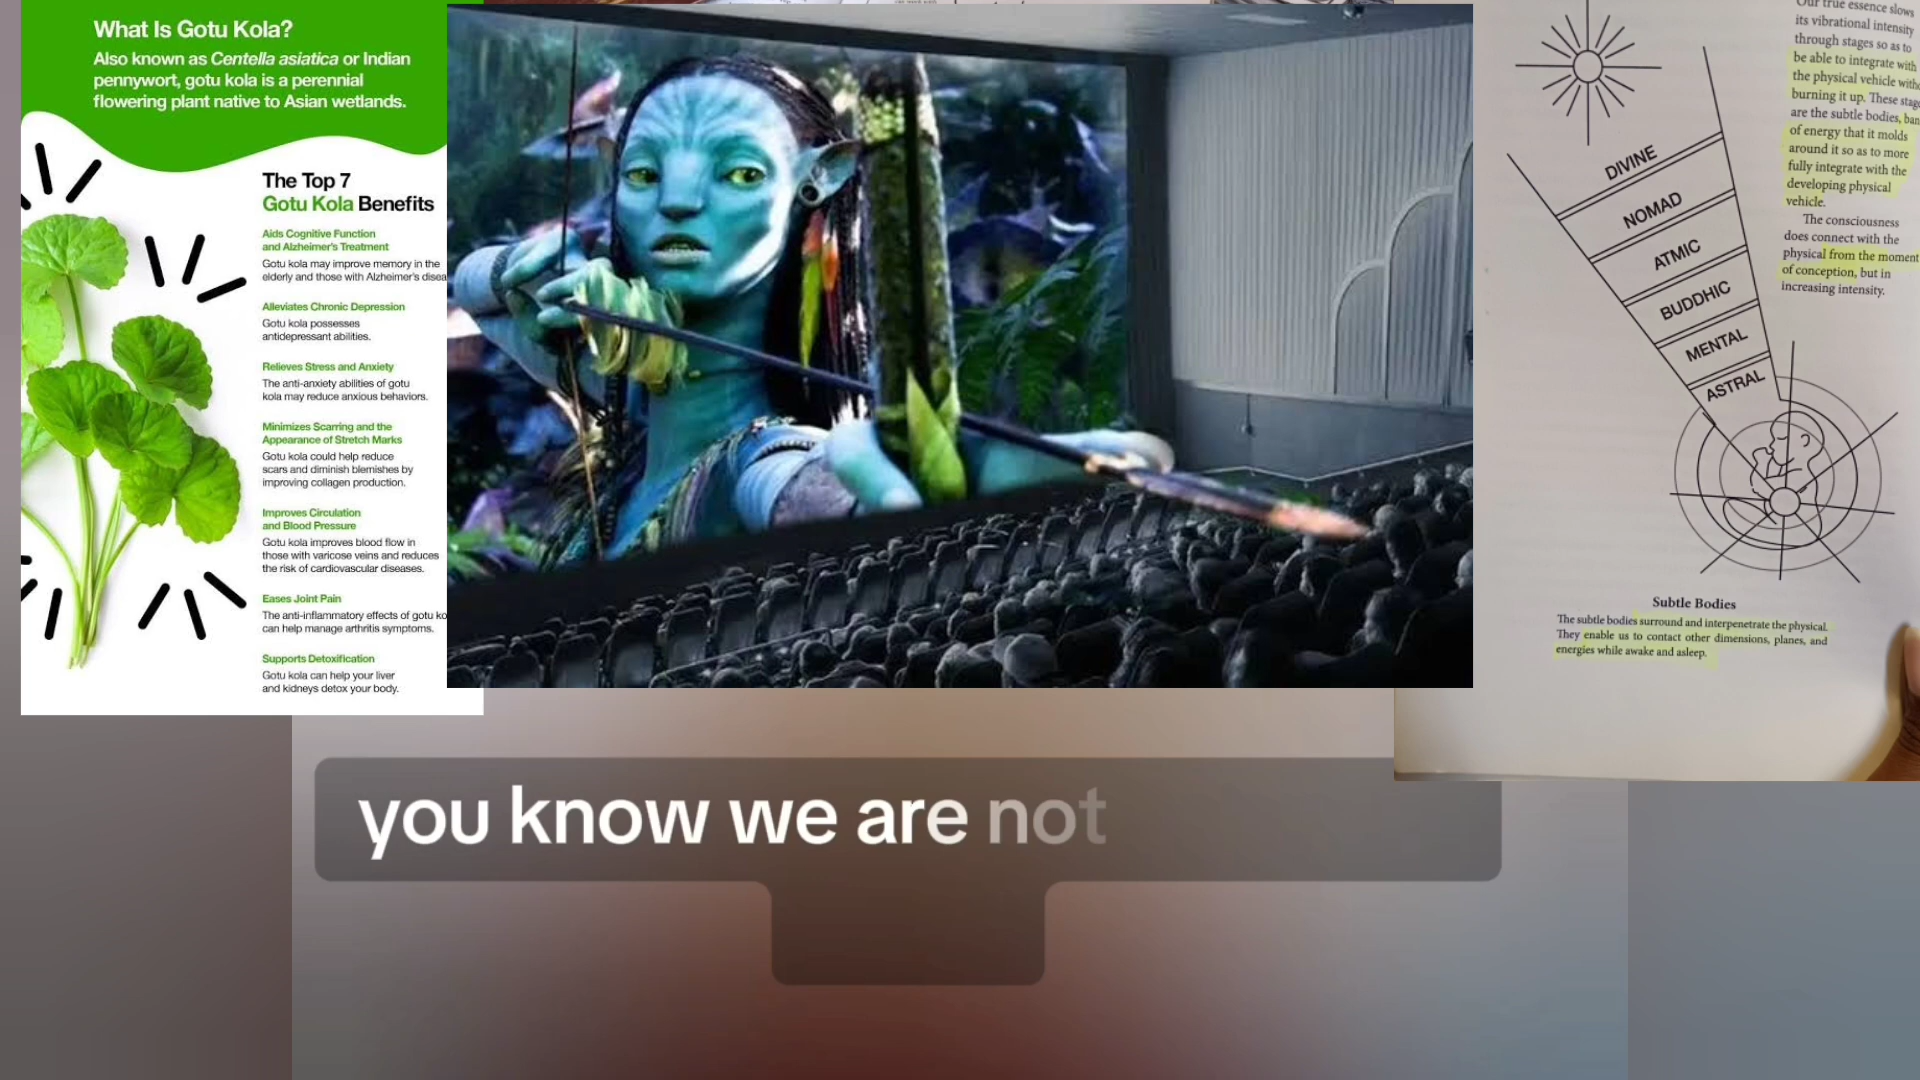 What Is Gotu Kola?
Also known as Centella asiatica or Indian
pennywort, gotu kola is a perennial
flowering plant native to Asian wetlands.
The Top 7
Gotu Kola Benefits
Aids Cognitive Function
and Alzheimer's Treatment
Gotu kola may improve memory in the
elderly and those with Alzheimer's disea
Alleviates Chronic Depression
Gotu kola possesses
antidepressant abilities.
Relieves Stress and Anxiety
The anti-anxiety abilities of gotu
kola may reduce anxious behaviors.
Minimizes Scarring and the
Appearance of Stretch Marks
Gotu kola could help reduce
scars and diminish blemishes by
improving collagen production.
Improves Circulation
and Blood Pressure
Gotu kola improves blood flow in
those with varicose veins and reduces
the risk of cardiovascular diseases.
Eases Joint Pain
The anti-inflammatory effects of gotu ko
can help manage arthritis symptoms.
Supports Detoxification
Gotu kola can help your liver
and kidneys detox your body.
Our true essence slows
its vibrational intensity
through stages so as to
be able to integrate with
the physical vehicle witho
burning it up. These stag
are the subtle bodies, ban
of energy that it molds
around it so as to more
fully integrate with the
developing physical
vehicle.
The consciousness
does connect with the
physical from the moment
of conception, but in
increasing intensity.
DIVINE
NOMAD
ATMIC
BUDDHIC
MENTAL
ASTRAL
Subtle Bodies
The subtle bodies surround and interpenetrate the physical.
They enable us to contact other dimensions, planes, and
energies while awake and asleep.
you know we are not